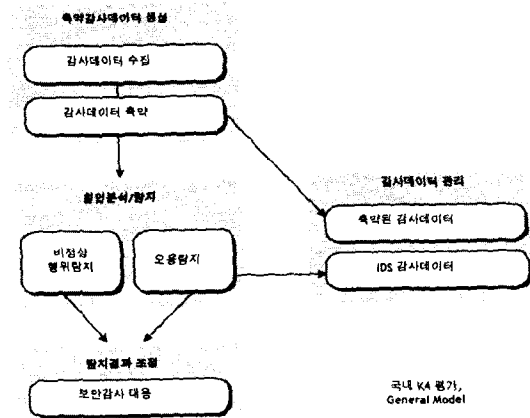 축약감사데이터 생성
감사데이터 수집
감사데이터 축약
침입분석/탐지
감사데이터 관리
축약된 감사데이터
비정상
행위탐지
오용탐지
IDS 감사데이터
탐지결과 조정
보안감사 대응
국내 K4 평가,
General Model